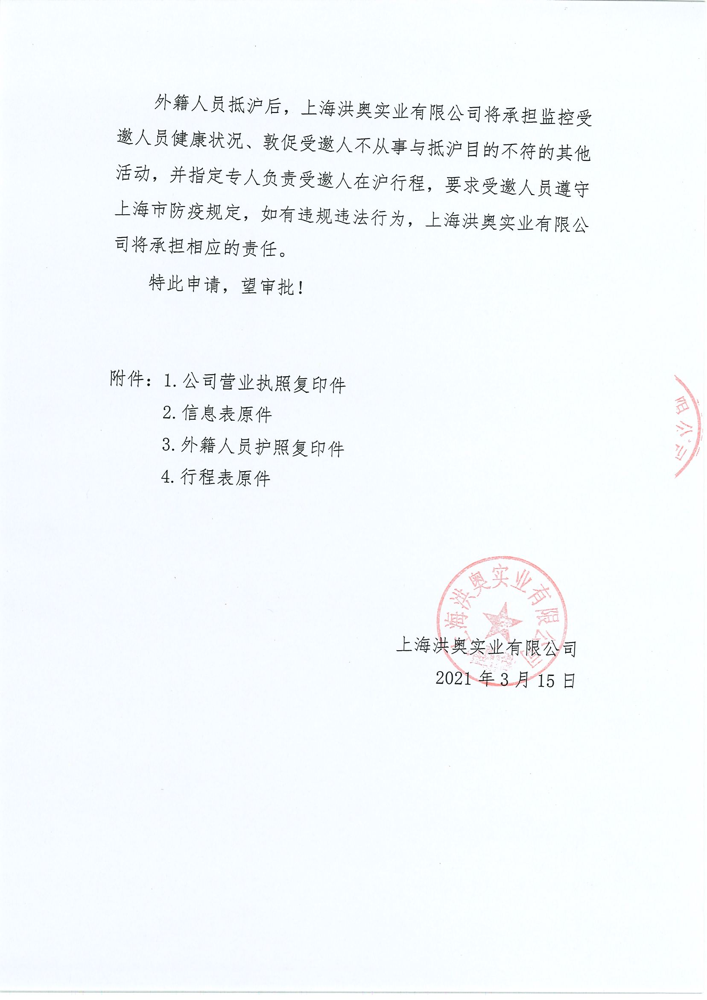 外籍人员抵沪后，上海洪奥实业有限公司将承担监控受
邀人员健康状况、敦促受邀人不从事与抵沪目的不符的其他
活动，并指定专人负责受邀人在沪行程，要求受邀人员遵守
上海市防疫规定，如有违规违法行为，上海洪奥实业有限公
司将承担相应的责任。
特此申请，望审批！
附件：1.公司营业执照复印件
2.信息表原件
3.外籍人员护照复印件
4.行程表原件
限公司
上海洪奥实业有限公司
上海洪奥实业有限公司
2021 年 3 月 15 日